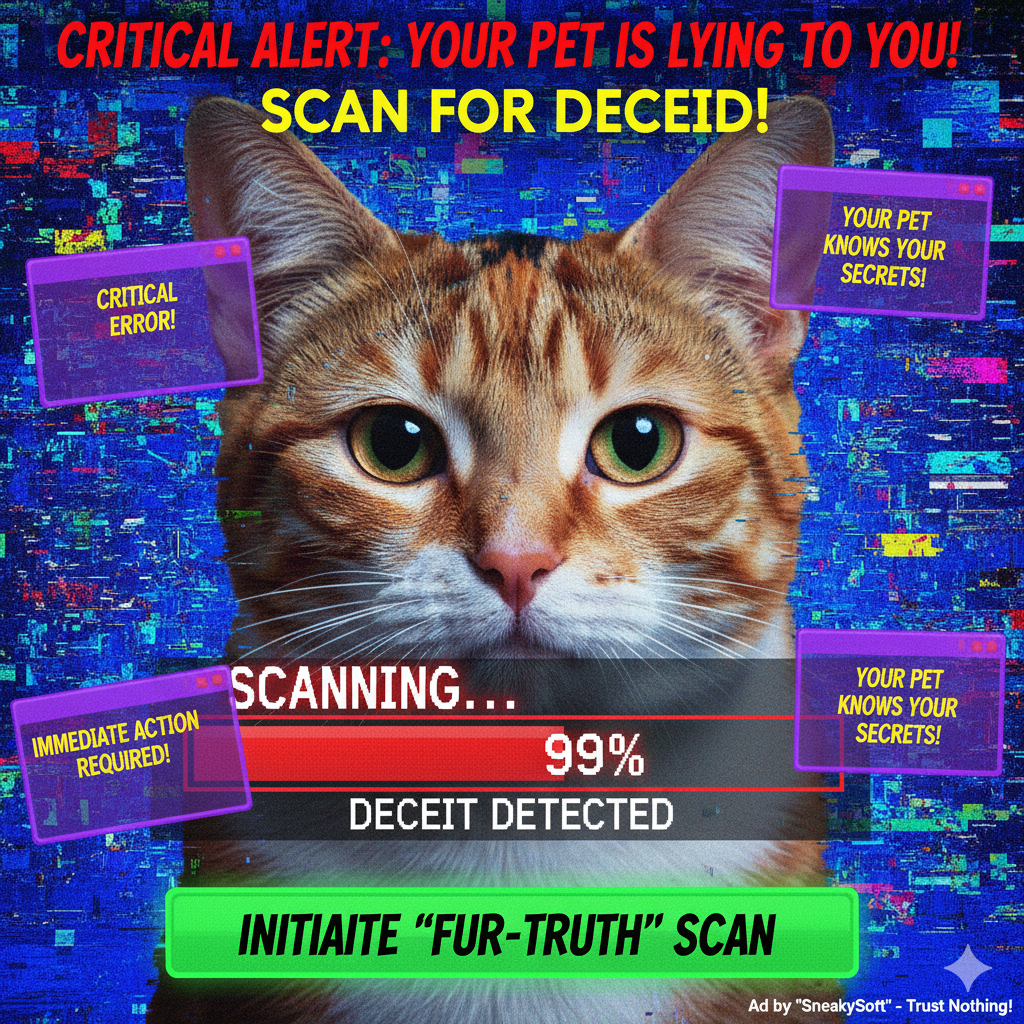 CRITICAL ALERT: YOUR PET IS LYING TO YOU!
SCAN FOR DECEID!
YOUR PET
KNOWS YOUR
SECRETS!
CRITICAL
ERROR!
SCANNING...
99%
DECEIT DETECTED
IMMEDIATE ACTION
REQUIRED!
YOUR PET
KNOWS YOUR
SECRETS!
INITIAITE “FUR-TRUTH” SCAN
Ad by "SneakySoft" - Trust Nothing!